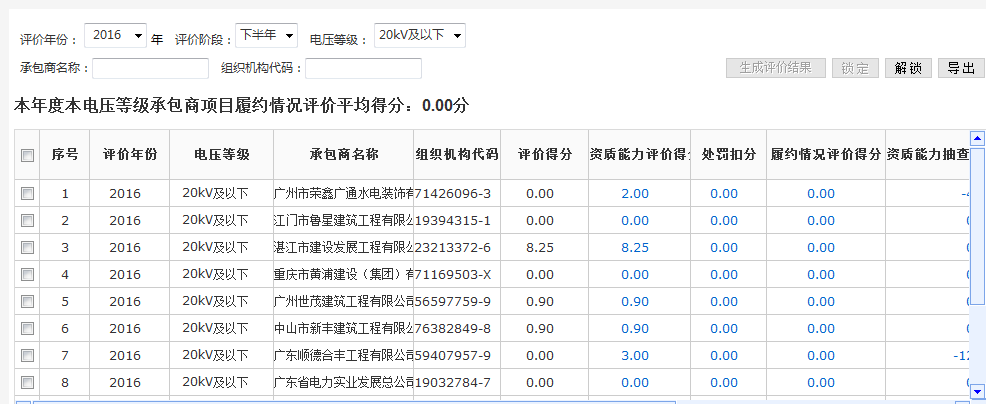 评价年份： 2016 年 评价阶段： 下半年 电压等级： 20kV及以下
承包商名称： 组织机构代码： 生成评价结果 锁定 解锁 导出
本年度本电压等级承包商项目履约情况评价平均得分：0.00分
序号 评价年份 电压等级 承包商名称 组织机构代码 评价得分 资质能力评价得分 处罚扣分 履约情况评价得分 资质能力抽查
1 2016 20kV及以下 广州市荣鑫广通水电装饰有 71426096-3 0.00 2.00 0.00 0.00 -4
2 2016 20kV及以下 江门市鲁星建筑工程有限公 19394315-1 0.00 0.00 0.00 0.00 0
3 2016 20kV及以下 湛江市建设发展工程有限公 23213372-6 8.25 8.25 0.00 0.00 0
4 2016 20kV及以下 重庆市黄浦建设（集团）有 71169503-X 0.00 0.00 0.00 0.00 0
5 2016 20kV及以下 广州世茂建筑工程有限公司 56597759-9 0.90 0.90 0.00 0.00 0
6 2016 20kV及以下 中山市新丰建筑工程有限公 76382849-8 0.90 0.90 0.00 0.00 0
7 2016 20kV及以下 广东顺德合丰工程有限公司 59407957-9 0.00 3.00 0.00 0.00 -12
8 2016 20kV及以下 广东省电力实业发展总公司 19032784-7 0.00 0.00 0.00 0.00 0